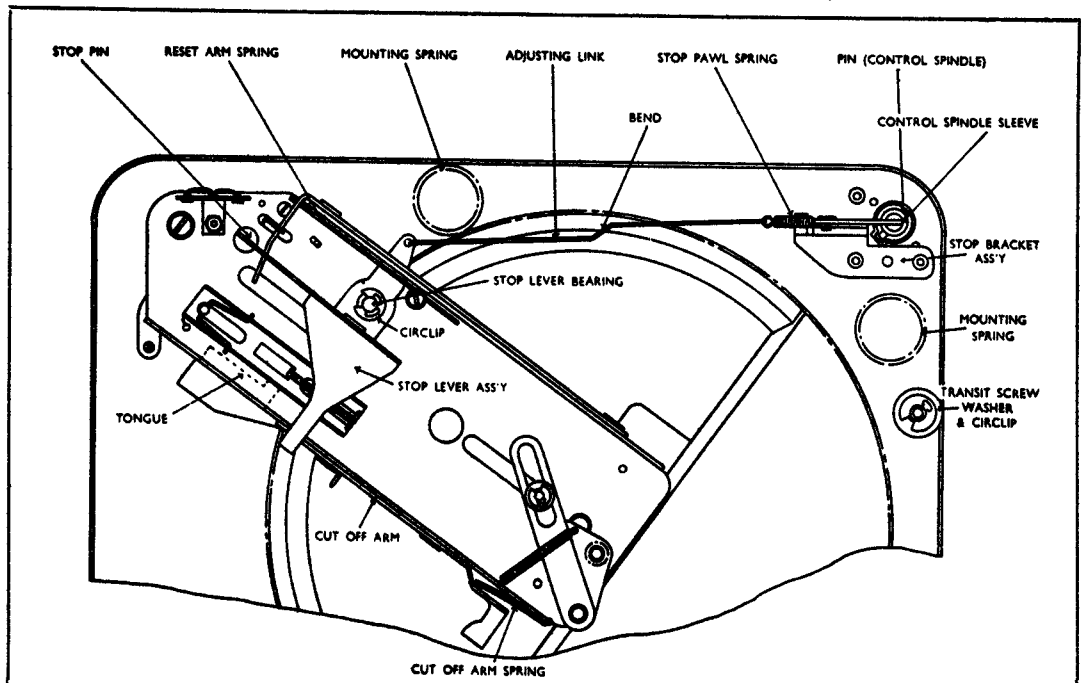 STOP PIN
RESET ARM SPRING
MOUNTING SPRING
ADJUSTING LINK
STOP PAWL SPRING
PIN (CONTROL SPINDLE)
BEND
CONTROL SPINDLE SLEEVE
STOP BRACKET
ASS'Y
STOP LEVER BEARING
CIRCLIP
MOUNTING
SPRING
STOP LEVER ASS'Y
TRANSIT SCREW
WASHER
& CIRCLIP
TONGUE
CUT OFF ARM
CUT OFF ARM SPRING